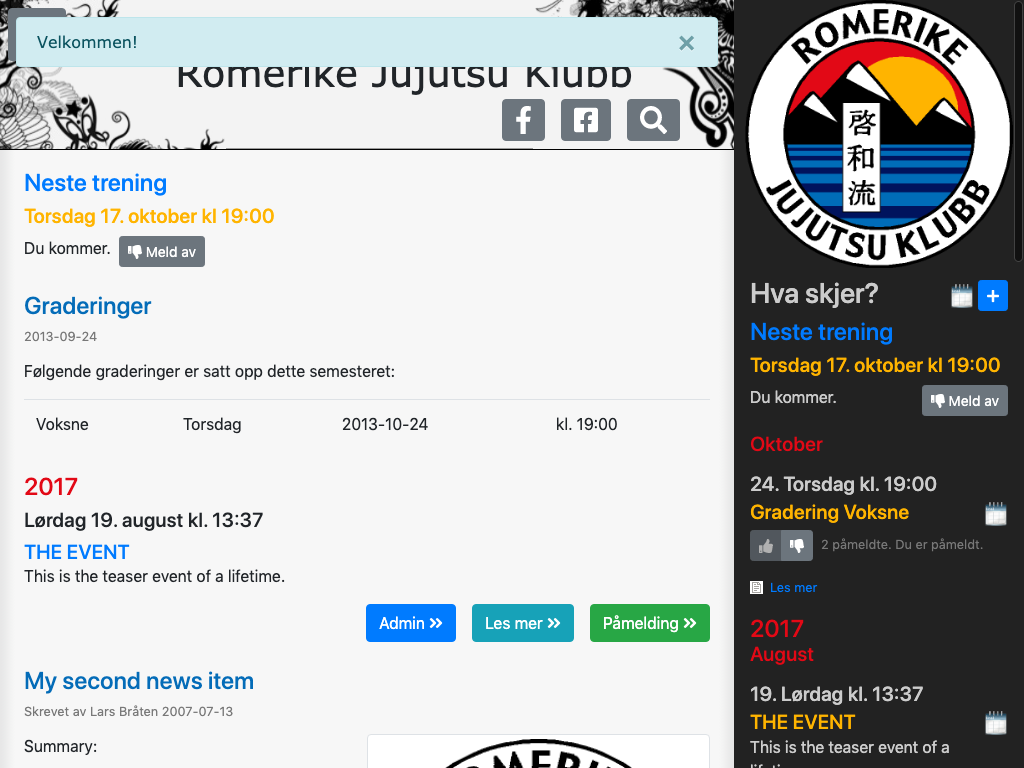 Velkommen!
×
Romerike Jujutsu Klubb
Neste trening
Torsdag 17. oktober kl 19:00
Du kommer. Meld av
Graderinger
2013-09-24
Følgende graderinger er satt opp dette semesteret:
Voksne Torsdag 2013-10-24 kl. 19:00
2017
Lørdag 19. august kl. 13:37
THE EVENT
This is the teaser event of a lifetime.
Admin Les mer Påmelding
My second news item
Skrevet av Lars Bråten 2007-07-13
Summary:
ROMERIKE
ROMERIKE
啓和流
JUJUTSU KLUBB
Hva skjer?
Neste trening
Torsdag 17. oktober kl 19:00
Du kommer. Meld av
Oktober
24. Torsdag kl. 19:00
Gradering Voksne
2 påmeldte. Du er påmeldt.
Les mer
2017
August
19. Lørdag kl. 13:37
THE EVENT
This is the teaser event of a